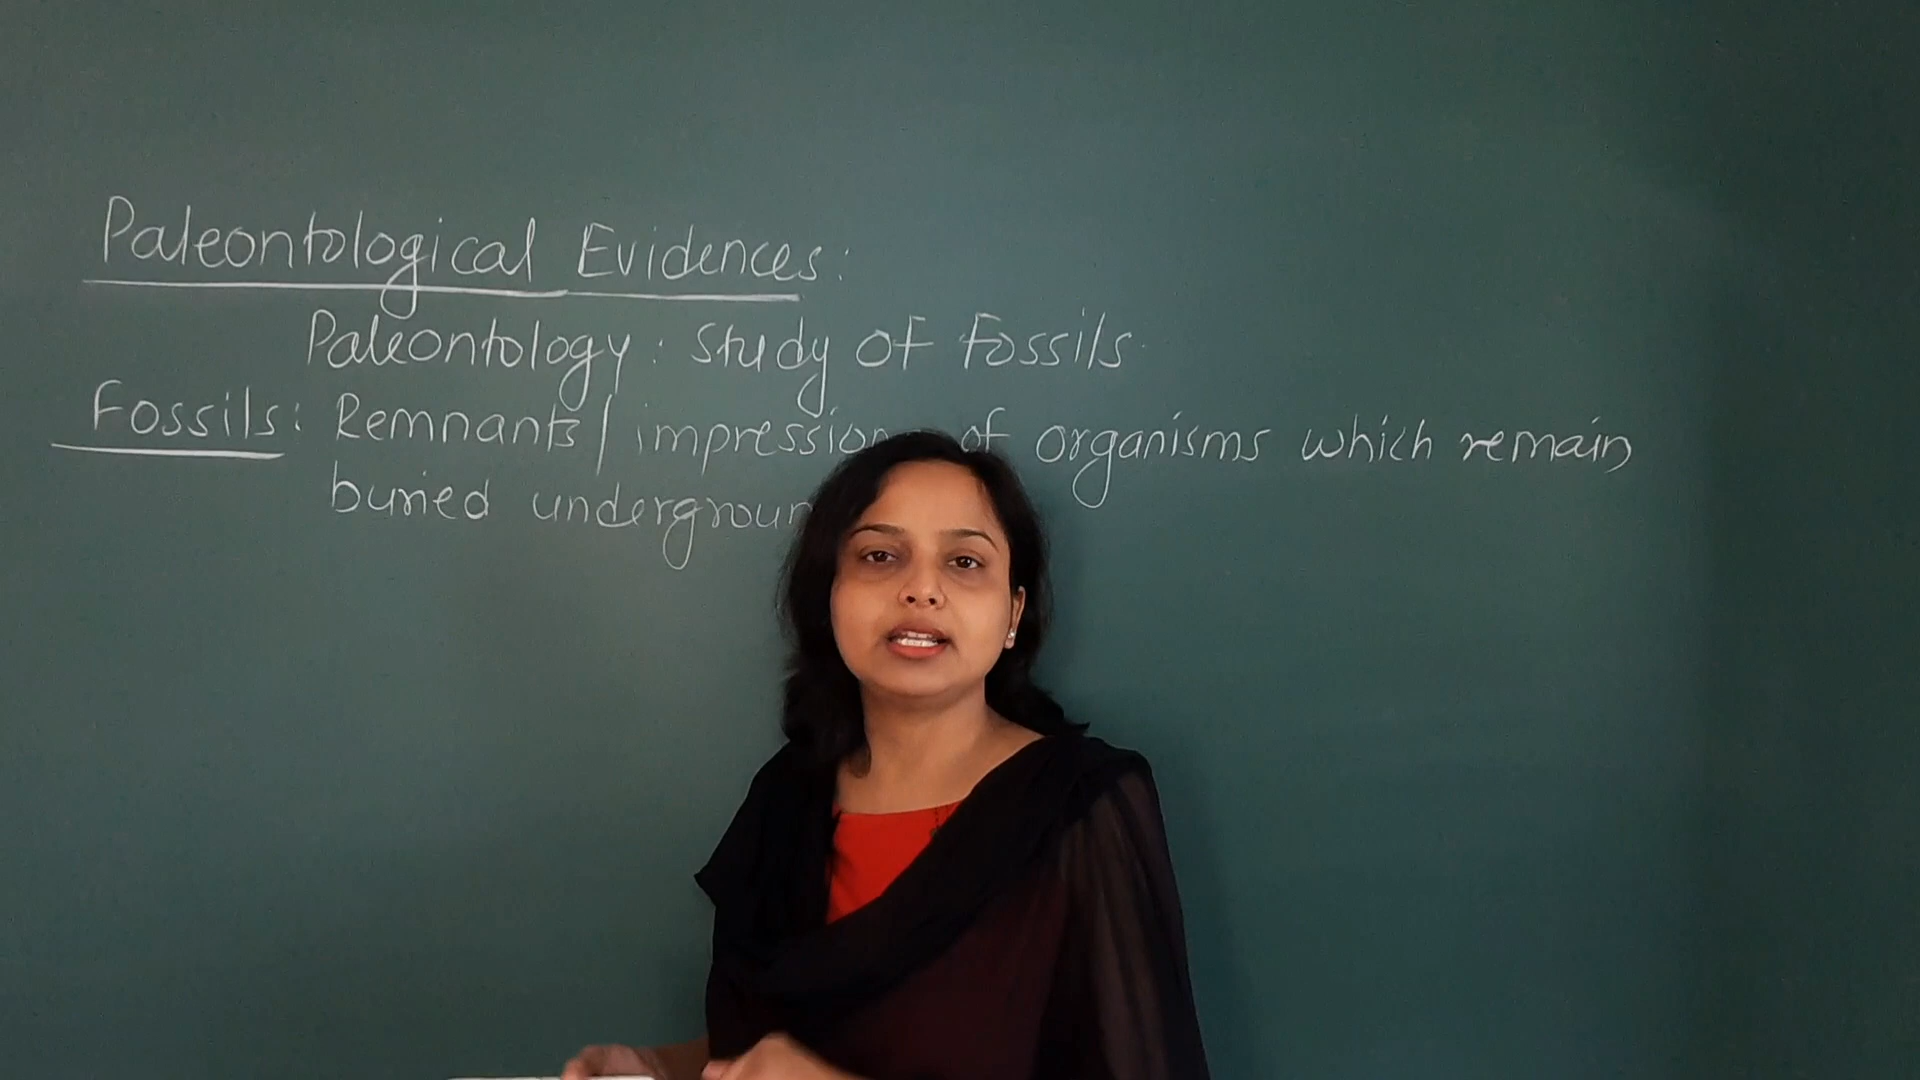 Paleontological Evidences:
Paleontology: Study of Fossils
Fossils: Remnants/ impression of organisms which remain
buried undergroun